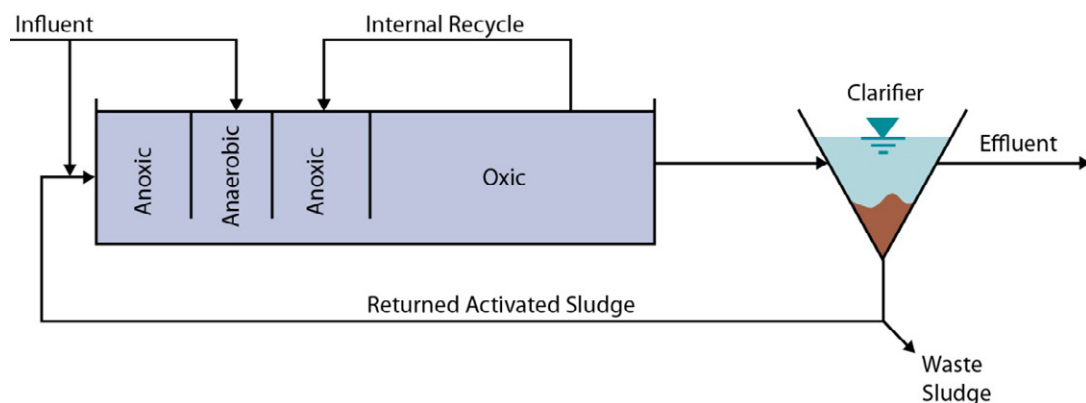 Influent
Internal Recycle
Clarifier
Anoxic
Anaerobic
Anoxic
Oxic
Effluent
Returned Activated Sludge
Waste
Sludge